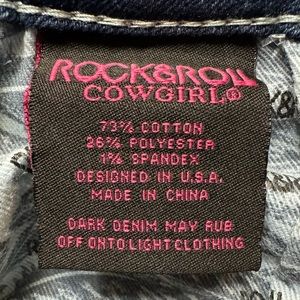 ROCK&ROLL
COWGIRL®
73% COTTON
26% POLYESTER
1% SPANDEX
DESIGNED IN U.S.A.
MADE IN CHINA
DARK DENIM MAY RUB
OFF ONTO LIGHT CLOTHING